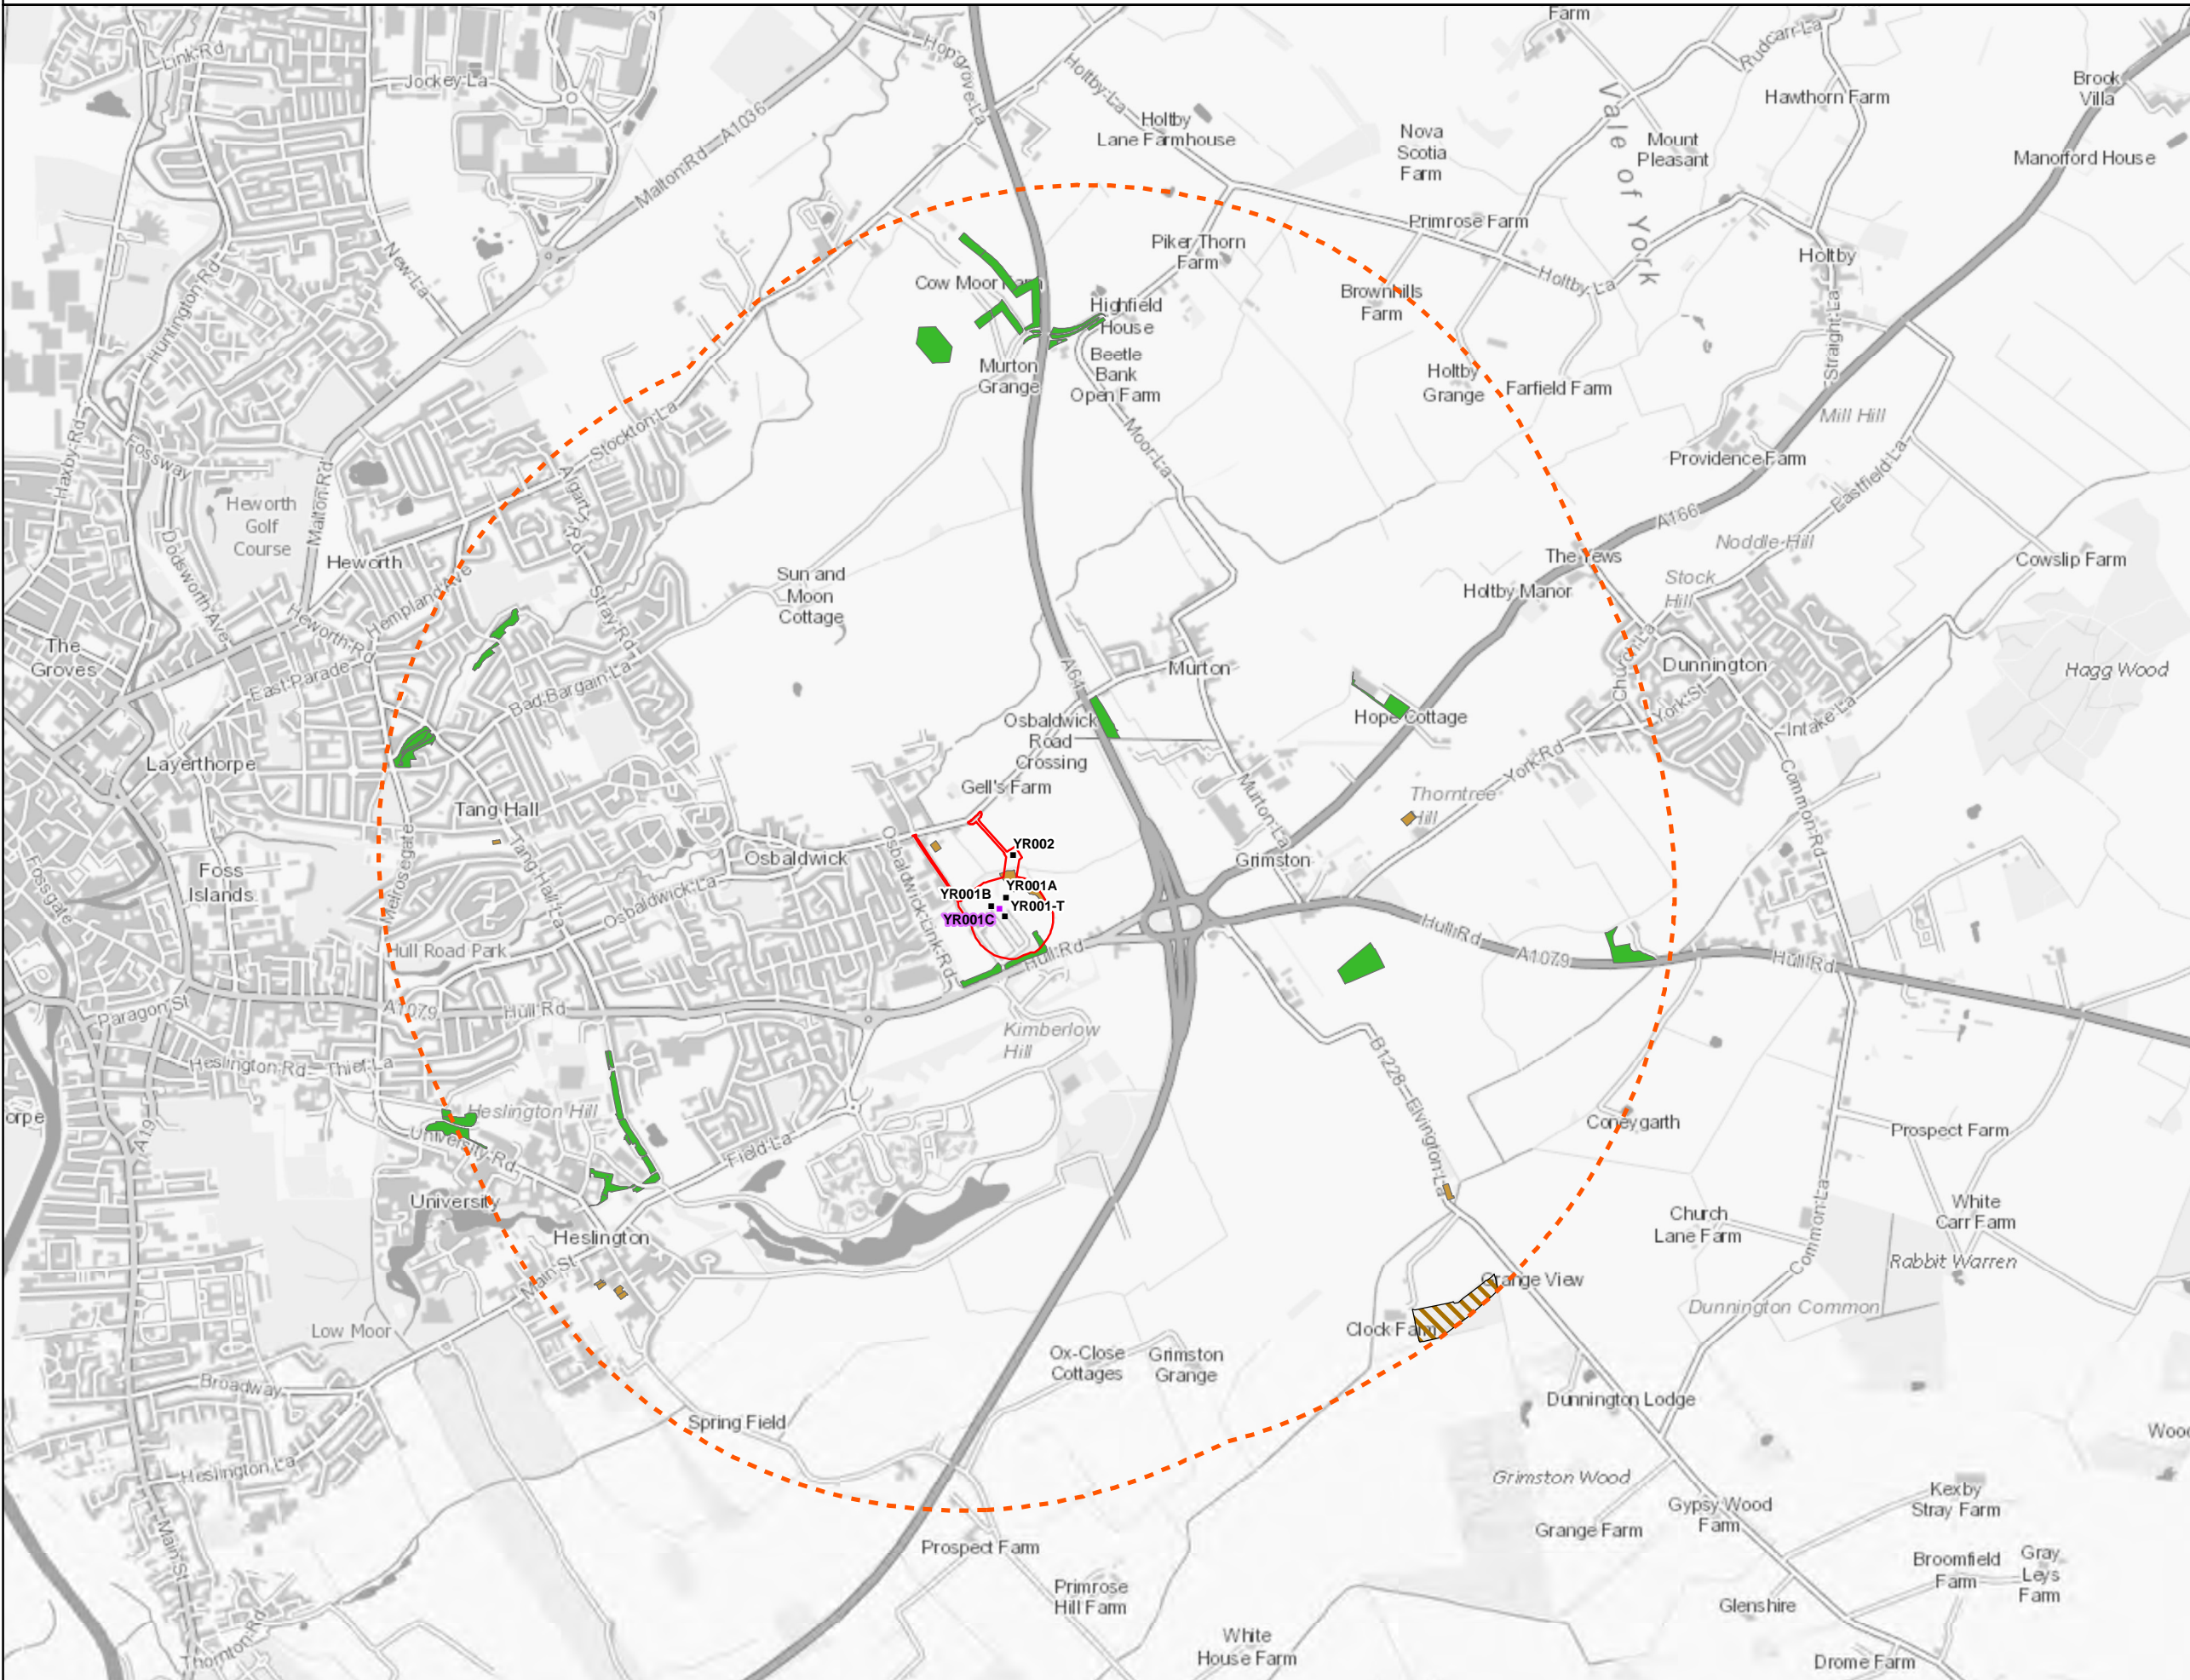 Farm
Link Rd
Hopgrove La
Rudcarr La
Jockey La
Holtby La
Brook
Villa
Hawthorn Farm
Malton Rd
A1036
Holtby
Lane Farmhouse
Nova
Scotia
Farm
Vale of York
Mount
Pleasant
Manorford House
Primrose Farm
Piker Thorn
Farm
New La
Huntington Rd
Holtby
Holtby La
Cow Moor Farm
Brownhills
Farm
Highfield
House
Straight La
Beetle
Bank
Open Farm
Murton
Grange
Holtby
Grange
Farfield Farm
Mill Hill
Stockton La
Haxby Rd
Fossway
Moor La
Providence Farm
Eastfield La
Malton Rd
Heworth
Golf
Course
Algarth Rd
A166
Dodsworth Ave
Heworth
Noddle Hill
The Yews
Cowslip Farm
Sun and
Moon
Cottage
Stock
Hill
Holtby Manor
Hempland Ave
Stray Rd
Heworth Rd
The
Groves
Church La
Murton
Dunnington
Hagg Wood
East Parade
Bad Bargain La
A64
York St
Intake La
Hope Cottage
Osbaldwick
Road
Crossing
Layerthorpe
York Rd
Gell's Farm
Murton La
Thorntree
Hill
Common Rd
Tang Hall
YR002
Osbaldwick
Grimston
Foss
Islands
Fossgate
Melrosegate
Tang Hall La
Osbaldwick La
Osbaldwick Link Rd
YR001A
YR001B
YR001-T
YR001C
Hull Road Park
Hull Rd
Hull Rd
A1079
Hull Rd
A1079
Hull Rd
Paragon St
Kimberlow
Hill
Heslington Rd
Thief La
B1228
Elvington La
orpe
A19
Heslington Hill
University Rd
Field La
Coneygarth
Prospect Farm
University
White
Carr Farm
Church
Lane Farm
Common La
Heslington
Rabbit Warren
Main St
Grange View
Dunnington Common
Low Moor
Clock Farm
Ox-Close
Cottages
Grimston
Grange
Broadway
Dunnington Lodge
Spring Field
Wood
Heslington La
Grimston Wood
Kexby
Stray Farm
Gypsy Wood
Farm
Grange Farm
Main St
Prospect Farm
Broomfield
Farm
Gray
Leys
Farm
Primrose
Hill Farm
Glenshire
Thornton Rd
White
House Farm
Drome Farm